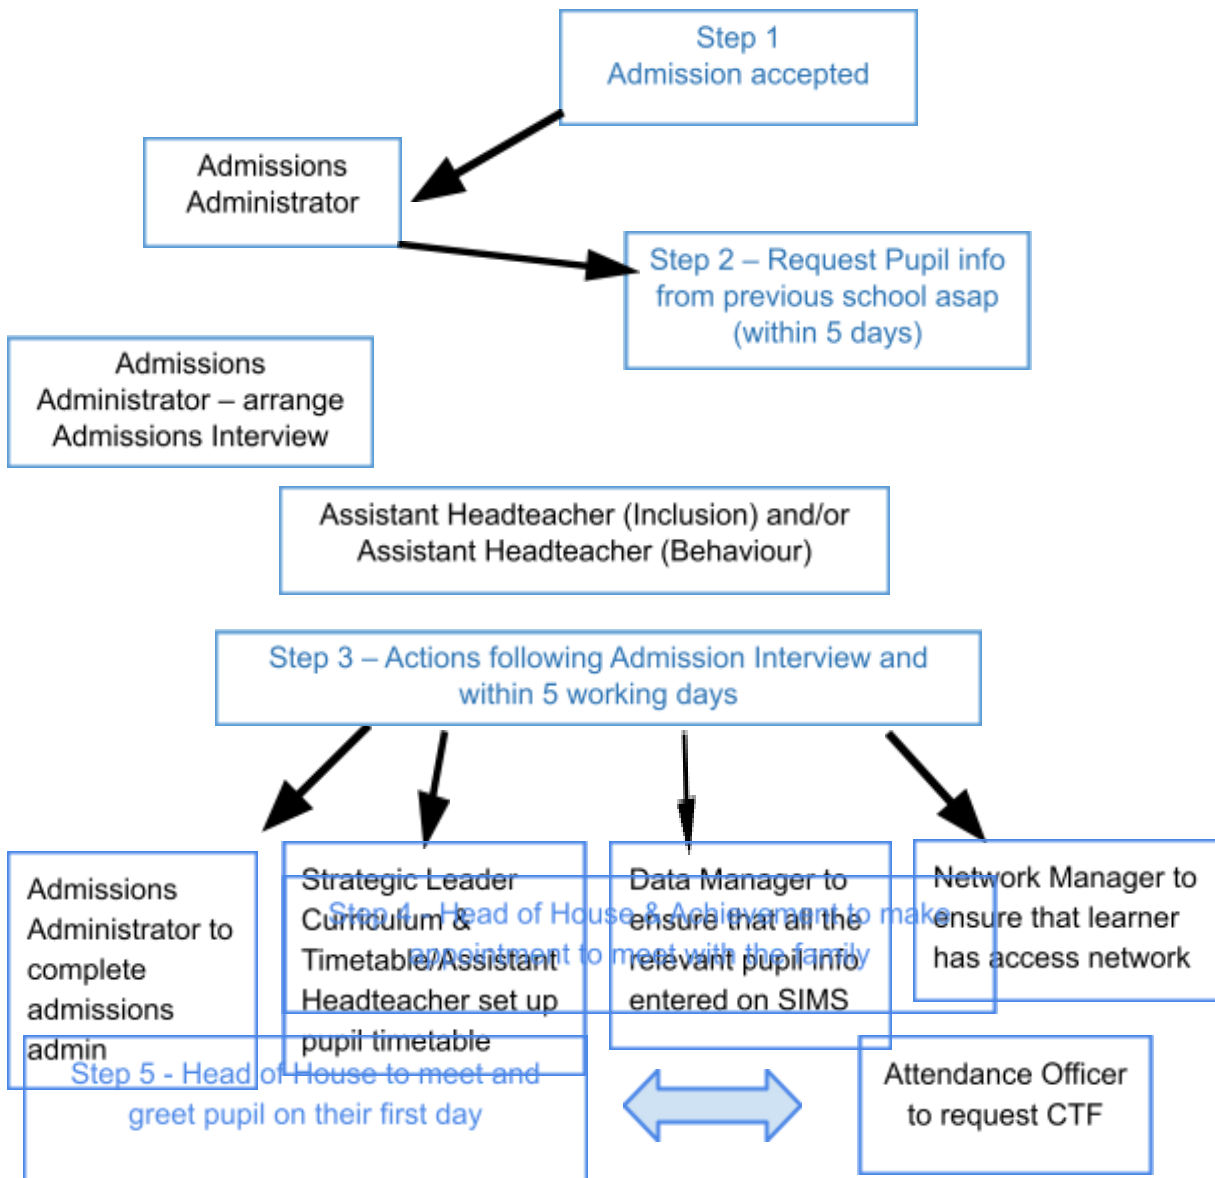 Step 1
Admission accepted
Admissions
Administrator
Step 2 – Request Pupil info
from previous school asap
(within 5 days)
Admissions
Administrator – arrange
Admissions Interview
Assistant Headteacher (Inclusion) and/or
Assistant Headteacher (Behaviour)
Step 3 – Actions following Admission Interview and
within 5 working days
Admissions
Administrator to
complete
admissions
admin
Strategic Leader
Curriculum &
Timetable/Assistant
Headteacher set up
pupil timetable
Data Manager to
ensure that all the
relevant pupil info
entered on SIMS
Network Manager to
ensure that learner
has access network
Step 4 - Head of House & Achievement to make
appointment to meet with the family
Step 5 - Head of House to meet and
greet pupil on their first day
Attendance Officer
to request CTF